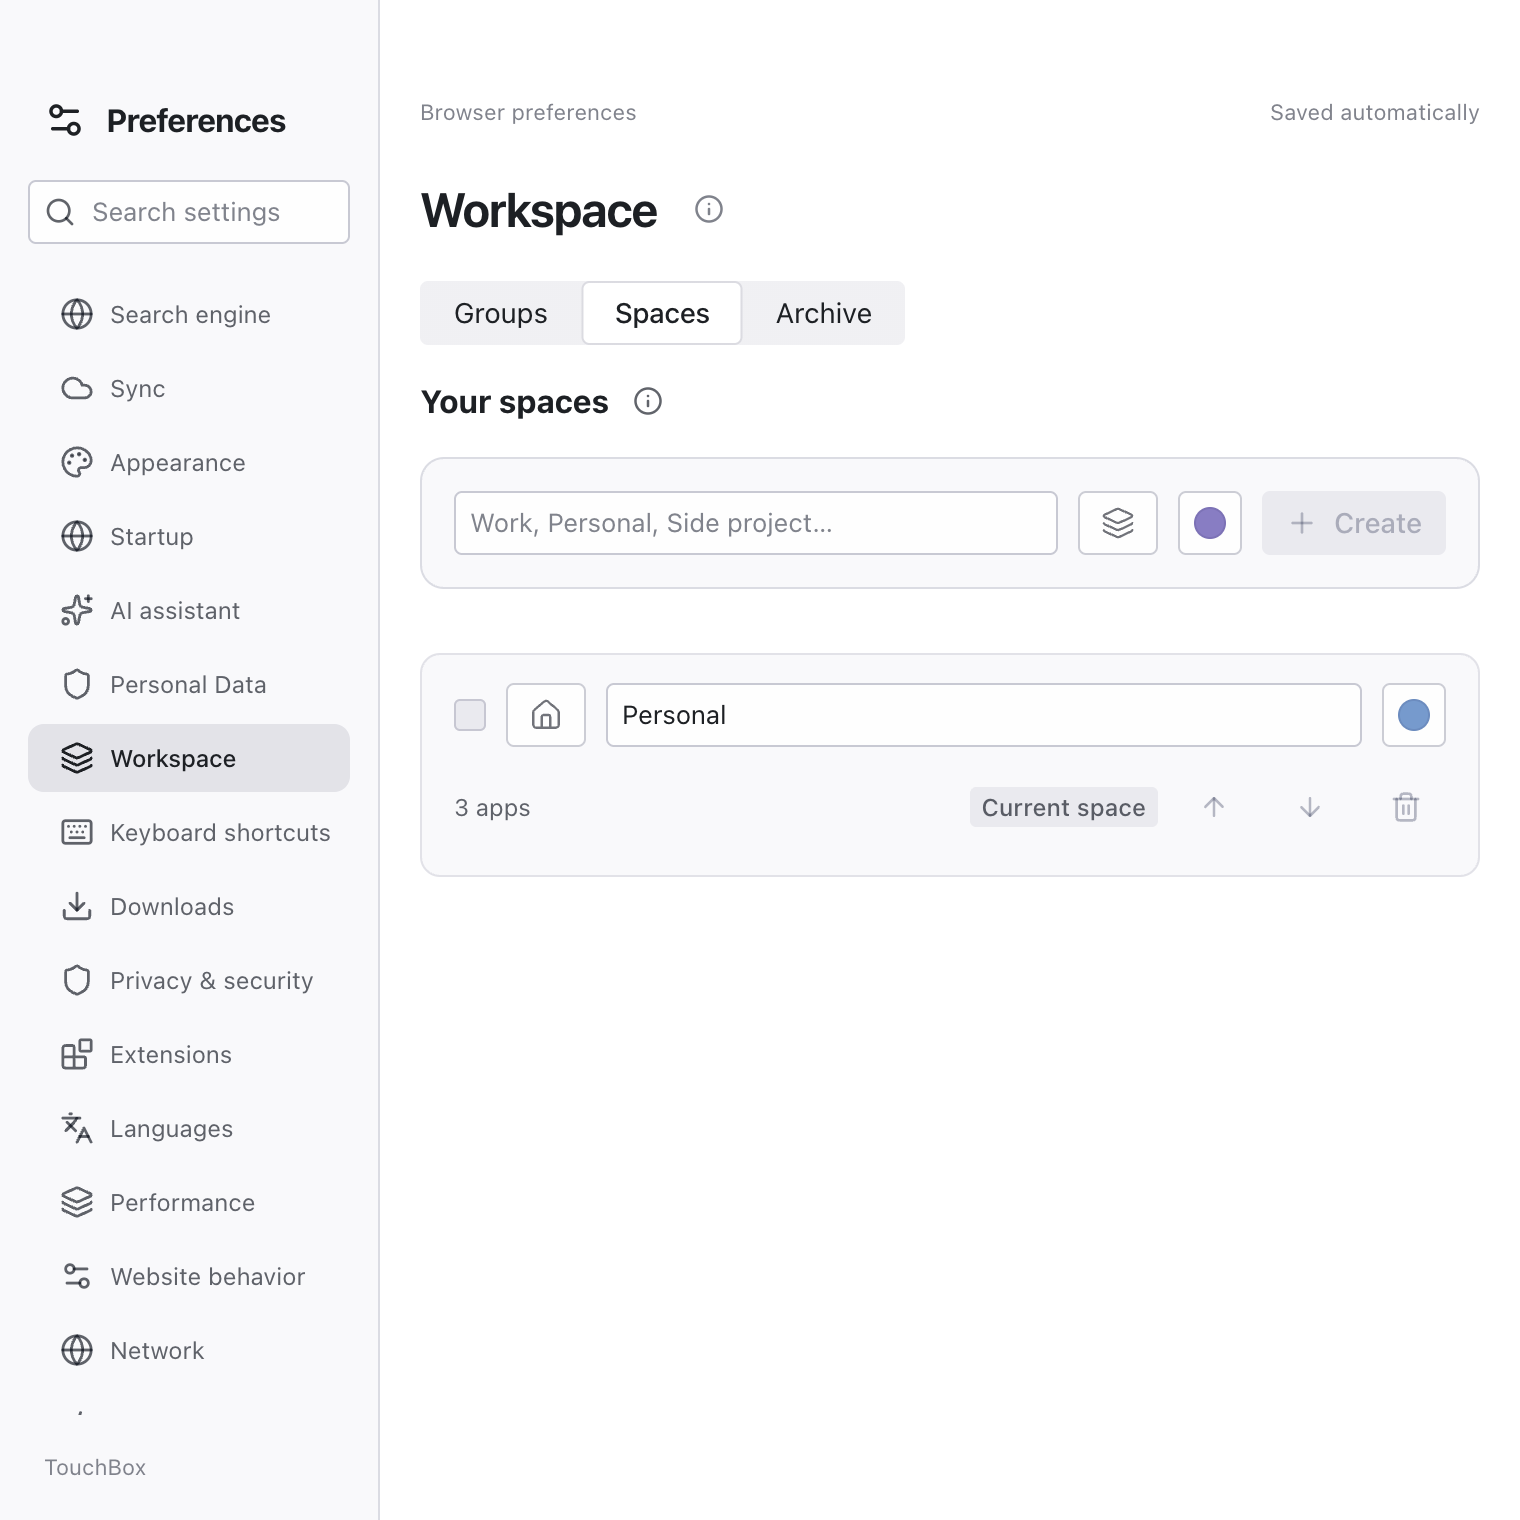 Preferences
Search settings
Search engine
Sync
Appearance
Startup
AI assistant
Personal Data
Workspace
Keyboard shortcuts
Downloads
Privacy & security
Extensions
Languages
Performance
Website behavior
Network
TouchBox
Browser preferences
Saved automatically
Workspace
Groups Spaces Archive
Your spaces
Work, Personal, Side project...
Create
Personal
3 apps
Current space